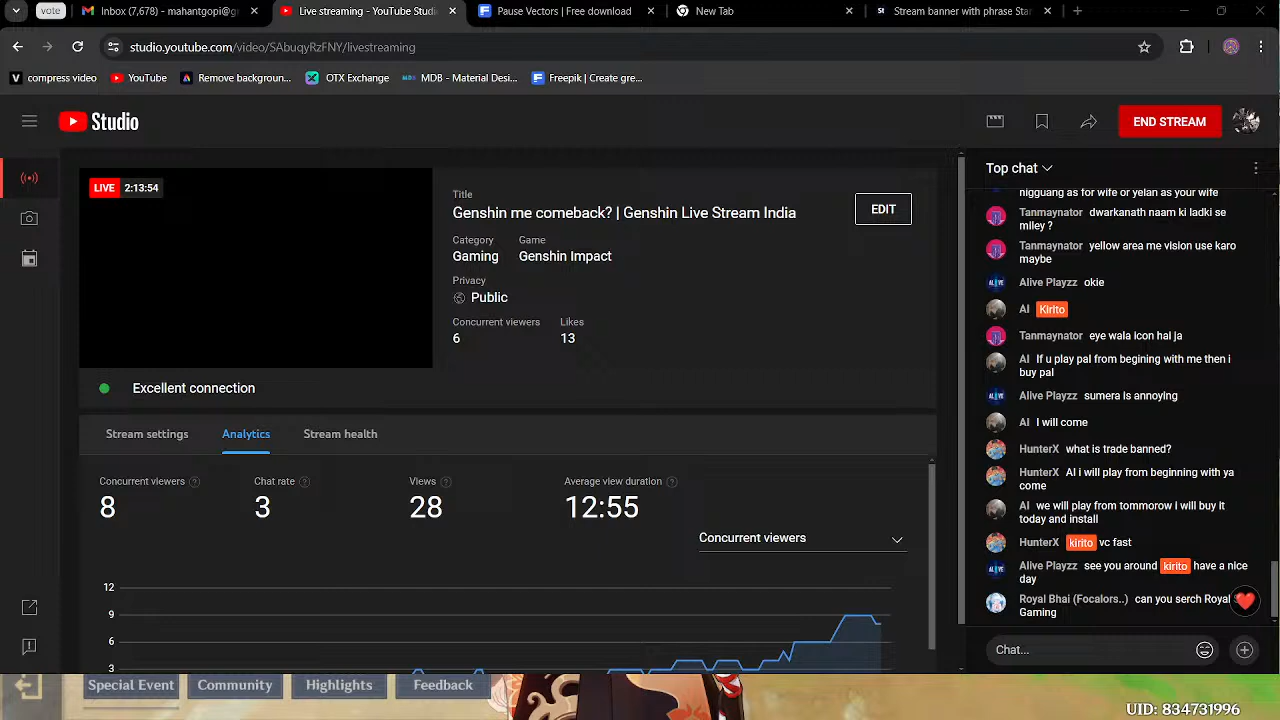 vote
Inbox (7,678) - mahantgopi@g
Live streaming - YouTube Studi
Pause Vectors | Free download
New Tab
St
Stream banner with phrase Star
studio.youtube.com/video/SAbuqyRzFNY/livestreaming
compress video
YouTube
Remove backgroun...
OTX Exchange
MDB - Material Desi...
Freepik | Create gre...
Studio
END STREAM
LIVE 2:13:54
Title
Genshin me comeback? | Genshin Live Stream India
EDIT
Category
Gaming
Game
Genshin Impact
Privacy
Public
Concurrent viewers
6
Likes
13
Excellent connection
Stream settings
Analytics
Stream health
Concurrent viewers
8
Chat rate
3
Views
28
Average view duration
12:55
Concurrent viewers
12
9
6
3
Top chat
nigguang as for wife or yelan as your wife
Tanmaynator dwarkanath naam ki ladki se
miley ?
Tanmaynator yellow area me vision use karo
maybe
Alive Playzz okie
AI Kirito
Tanmaynator eye wala icon hai ja
AI If u play pal from begining with me then i
buy pal
Alive Playzz sumera is annoying
AI I will come
HunterX what is trade banned?
HunterX AI i will play from beginning with ya
come
AI we will play from tommorow i will buy it
today and install
HunterX kirito vc fast
Alive Playzz see you around kirito have a nice
day
Royal Bhai (Focalors..) can you serch Royal
Gaming
Chat...
Special Event
Community
Highlights
Feedback
UID: 834731996